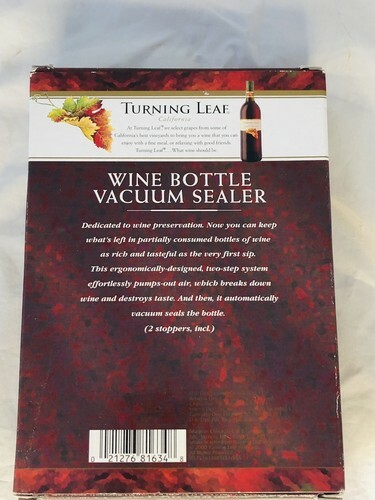 TURNING LEAF®
California
At Turning Leaf® we select grapes from some of
California's best vineyards to bring you a wine that you can
enjoy with a fine meal, or relaxing with good friends.
Turning Leaf®. . . What wine should be.
WINE BOTTLE
VACUUM SEALER
Dedicated to wine preservation. Now you can keep
what's left in partially consumed bottles of wine
as rich and tasteful as the very first sip.
This ergonomically-designed, two-step system
effortlessly pumps-out air, which breaks down
wine and destroys taste. And then, it automatically
vacuum seals the bottle.
(2 stoppers, incl.)
0 21276 81634 8